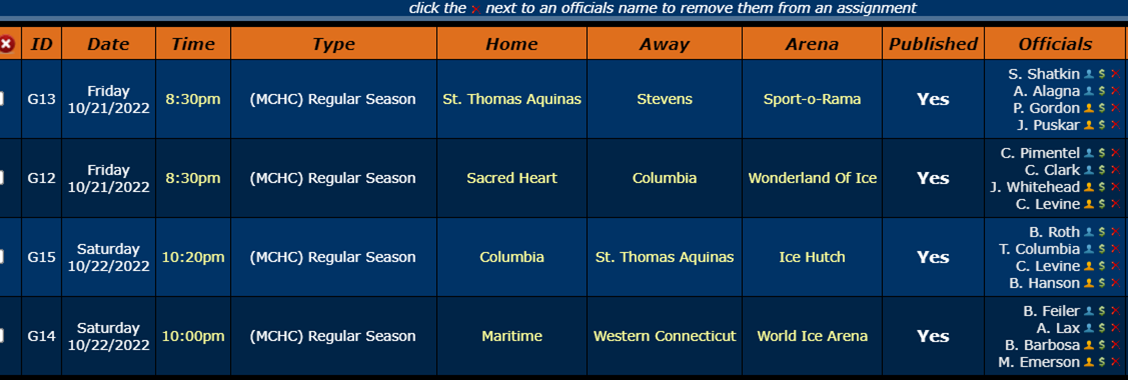 click the x next to an officials name to remove them from an assignment
ID Date Time Type Home Away Arena Published Officials
G13 Friday 10/21/2022 8:30pm (MCHC) Regular Season St. Thomas Aquinas Stevens Sport-o-Rama Yes
S. Shatkin $
A. Alagna $
P. Gordon $
J. Puskar $
G12 Friday 10/21/2022 8:30pm (MCHC) Regular Season Sacred Heart Columbia Wonderland Of Ice Yes
C. Pimentel $
C. Clark $
J. Whitehead $
C. Levine $
G15 Saturday 10/22/2022 10:20pm (MCHC) Regular Season Columbia St. Thomas Aquinas Ice Hutch Yes
B. Roth $
T. Columbia $
C. Levine $
B. Hanson $
G14 Saturday 10/22/2022 10:00pm (MCHC) Regular Season Maritime Western Connecticut World Ice Arena Yes
B. Feiler $
A. Lax $
B. Barbosa $
M. Emerson $